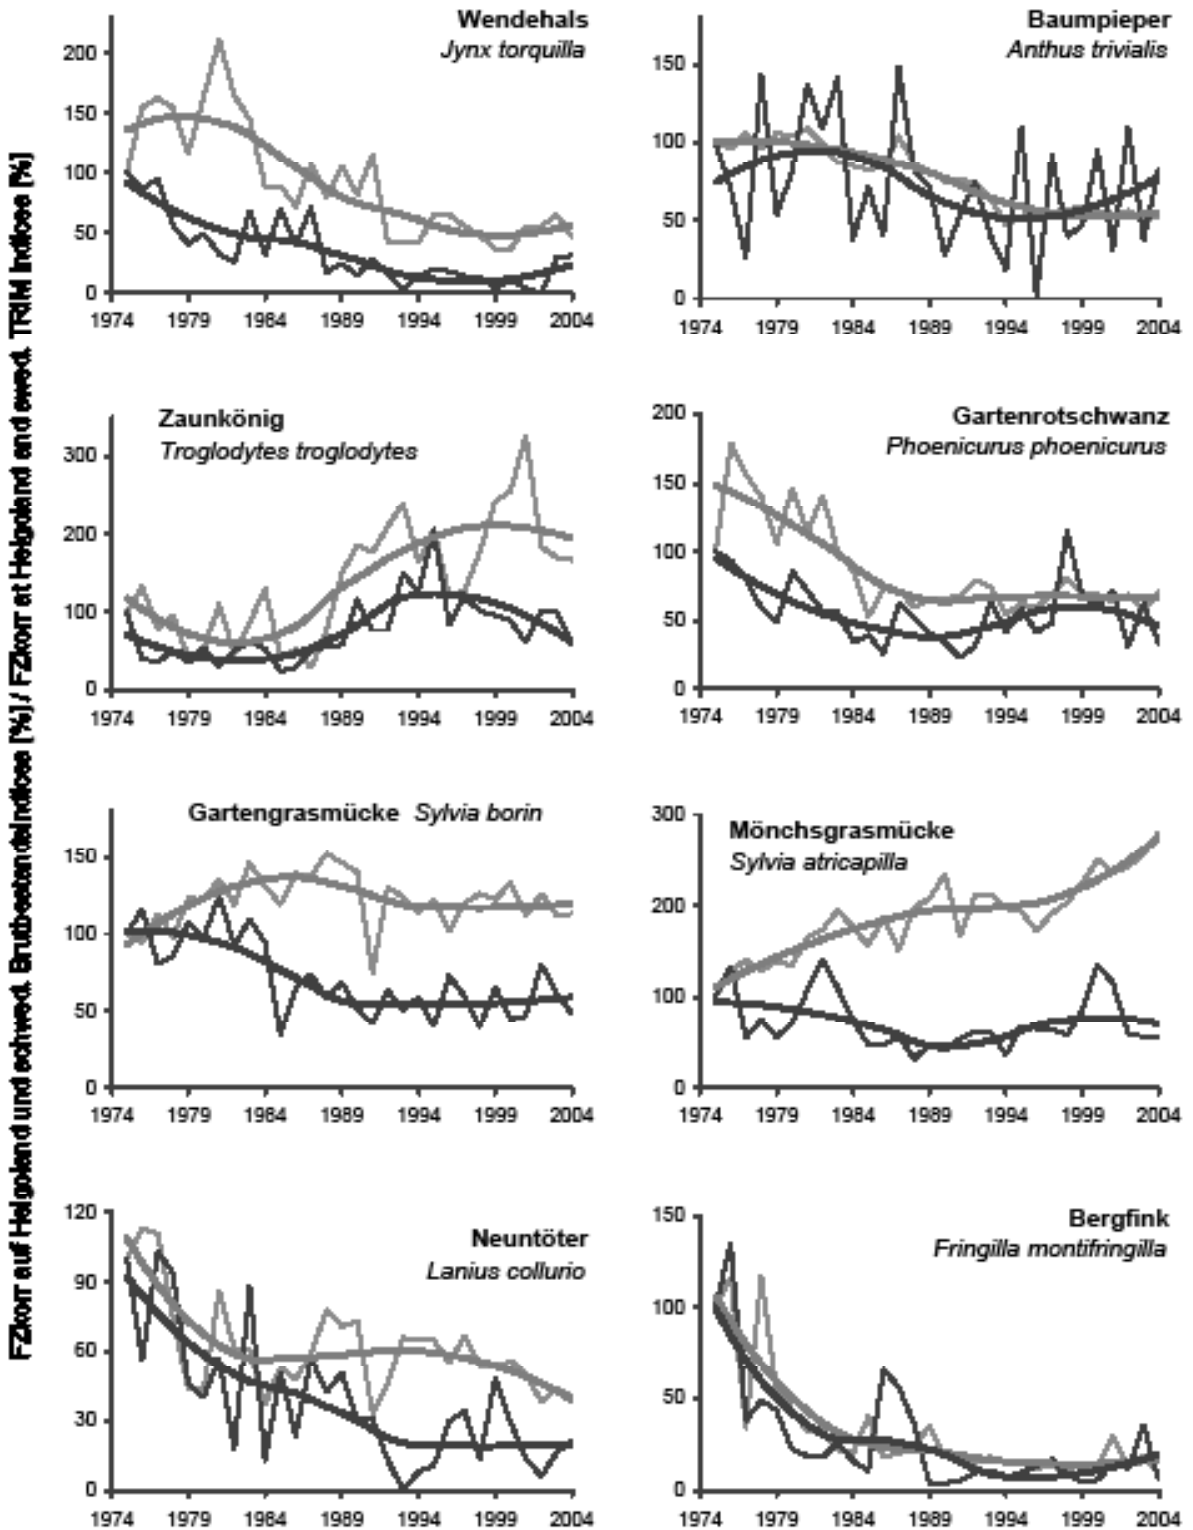 FZkorr auf Helgoland und schwed. Brutbestandsindices [%] / FZkorr at Helgoland and swed. TRIM indices [%]
Wendehals
Jynx torquilla
200
150
100
50
0
1974 1979 1984 1989 1994 1999 2004
Baumpieper
Anthus trivialis
150
100
50
0
1974 1979 1984 1989 1994 1999 2004
Zaunkönig
Troglodytes troglodytes
300
200
100
0
1974 1979 1984 1989 1994 1999 2004
Gartenrotschwanz
Phoenicurus phoenicurus
200
150
100
50
0
1974 1979 1984 1989 1994 1999 2004
Gartengrasmücke Sylvia borin
150
100
50
0
1974 1979 1984 1989 1994 1999 2004
Mönchsgrasmücke
Sylvia atricapilla
300
200
100
0
1974 1979 1984 1989 1994 1999 2004
Neuntöter
Lanius collurio
120
90
60
30
0
1974 1979 1984 1989 1994 1999 2004
Bergfink
Fringilla montifringilla
150
100
50
0
1974 1979 1984 1989 1994 1999 2004